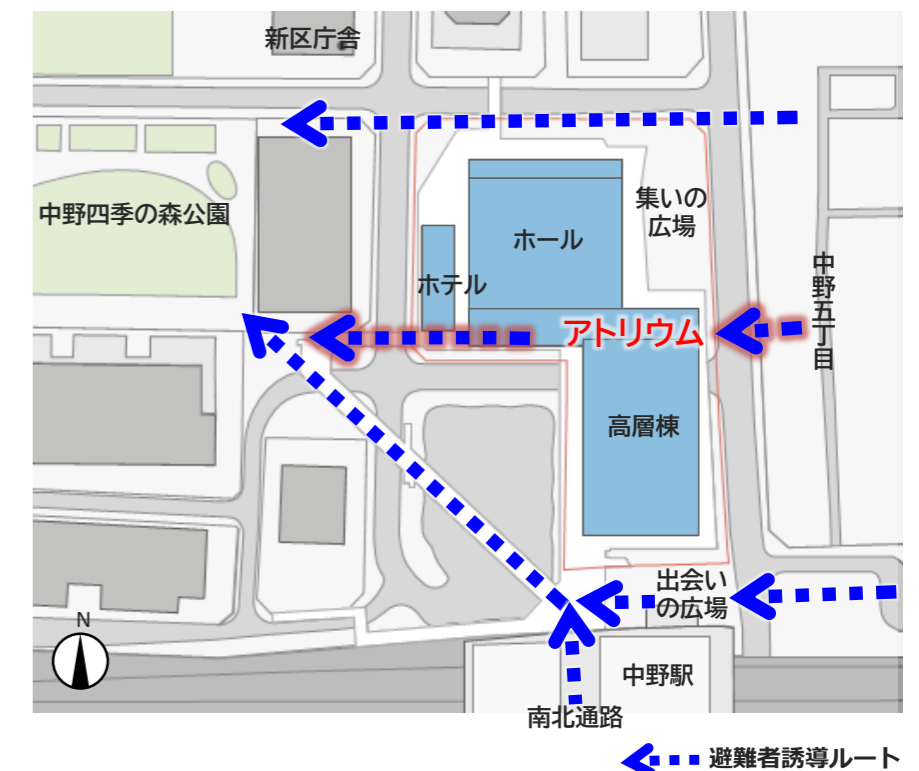 新区庁舎
中野四季の森公園
集いの
広場
ホール
ホテル
中野五丁目
アトリウム
高層棟
出会い
の広場
N
中野駅
南北通路
避難者誘導ルート